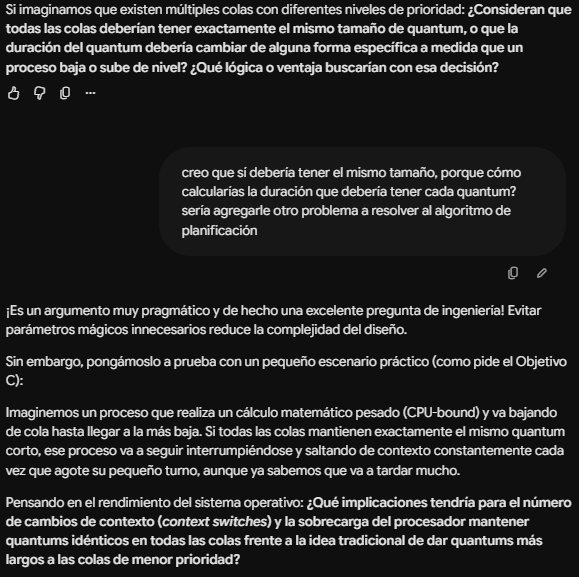 Si imaginamos que existen múltiples colas con diferentes niveles de prioridad: ¿Consideran que
todas las colas deberían tener exactamente el mismo tamaño de quantum, o que la
duración del quantum debería cambiar de alguna forma específica a medida que un
proceso baja o sube de nivel? ¿Qué lógica o ventaja buscarían con esa decisión?
creo que sí debería tener el mismo tamaño, porque cómo
calcularías la duración que debería tener cada quantum?
sería agregarle otro problema a resolver al algoritmo de
planificación
¡Es un argumento muy pragmático y de hecho una excelente pregunta de ingeniería! Evitar
parámetros mágicos innecesarios reduce la complejidad del diseño.
Sin embargo, pongámoslo a prueba con un pequeño escenario práctico (como pide el Objetivo
C):
Imaginemos un proceso que realiza un cálculo matemático pesado (CPU-bound) y va bajando
de cola hasta llegar a la más baja. Si todas las colas mantienen exactamente el mismo quantum
corto, ese proceso va a seguir interrumpiéndose y saltando de contexto constantemente cada
vez que agote su pequeño turno, aunque ya sabemos que va a tardar mucho.
Pensando en el rendimiento del sistema operativo: ¿Qué implicaciones tendría para el número
de cambios de contexto (context switches) y la sobrecarga del procesador mantener
quantums idénticos en todas las colas frente a la idea tradicional de dar quantums más
largos a las colas de menor prioridad?